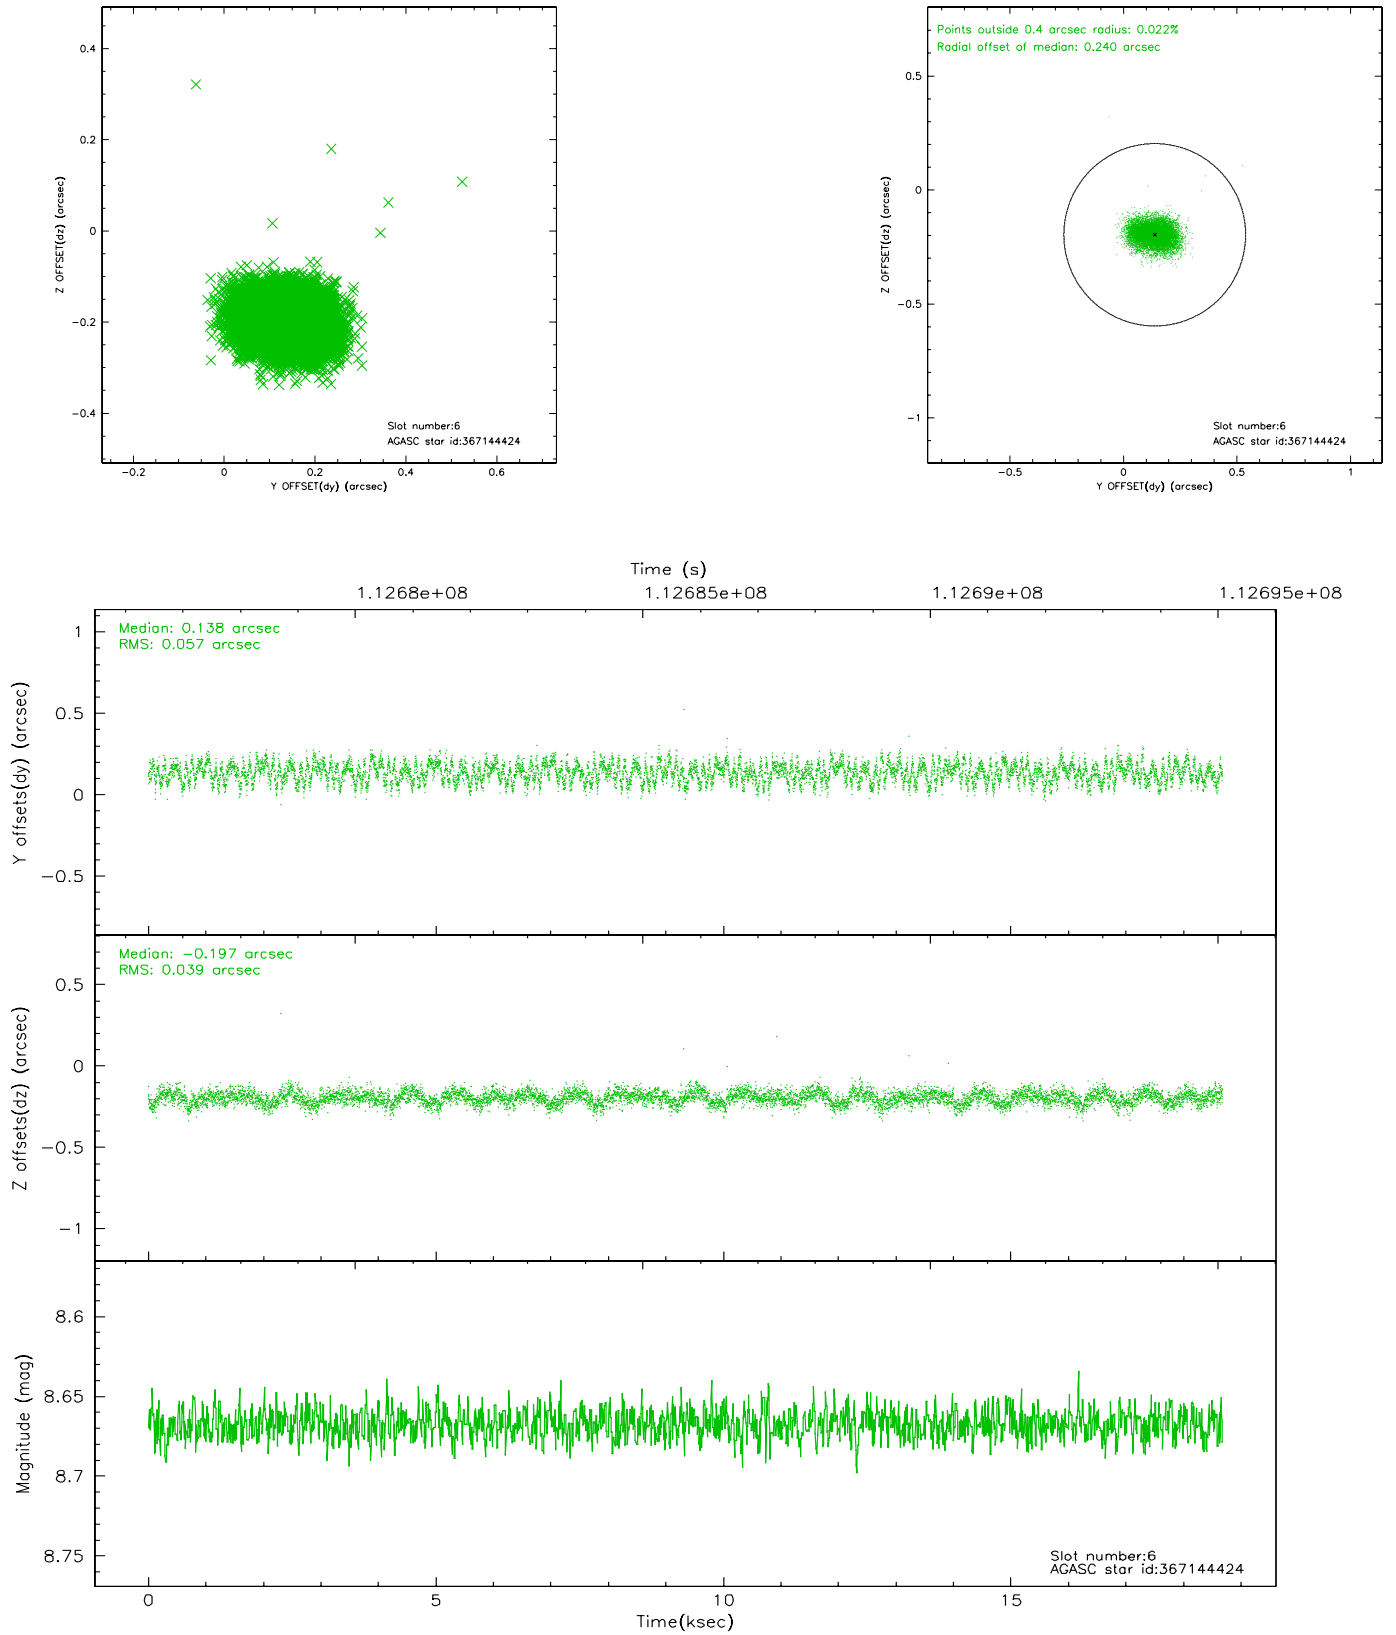 0.4
0.2
0
−0.2
−0.4
Z OFFSET(dz) (arcsec)
Slot number:6
AGASC star id:367144424
−0.2
0
0.2
0.4
0.6
Y OFFSET(dy) (arcsec)
Points outside 0.4 arcsec radius: 0.022%
Radial offset of median: 0.240 arcsec
0.5
0
−0.5
−1
Z OFFSET(dz) (arcsec)
Slot number:6
AGASC star id:367144424
−0.5
0
0.5
1
Y OFFSET(dy) (arcsec)
Time (s)
1.1268e+08
1.12685e+08
1.1269e+08
1.12695e+08
Median: 0.138 arcsec
RMS: 0.057 arcsec
1
0.5
0
−0.5
Y offsets(dy) (arcsec)
Median: −0.197 arcsec
RMS: 0.039 arcsec
0.5
0
−0.5
−1
Z offsets(dz) (arcsec)
8.6
8.65
8.7
8.75
Magnitude (mag)
Slot number:6
AGASC star id:367144424
0
5
10
15
Time(ksec)